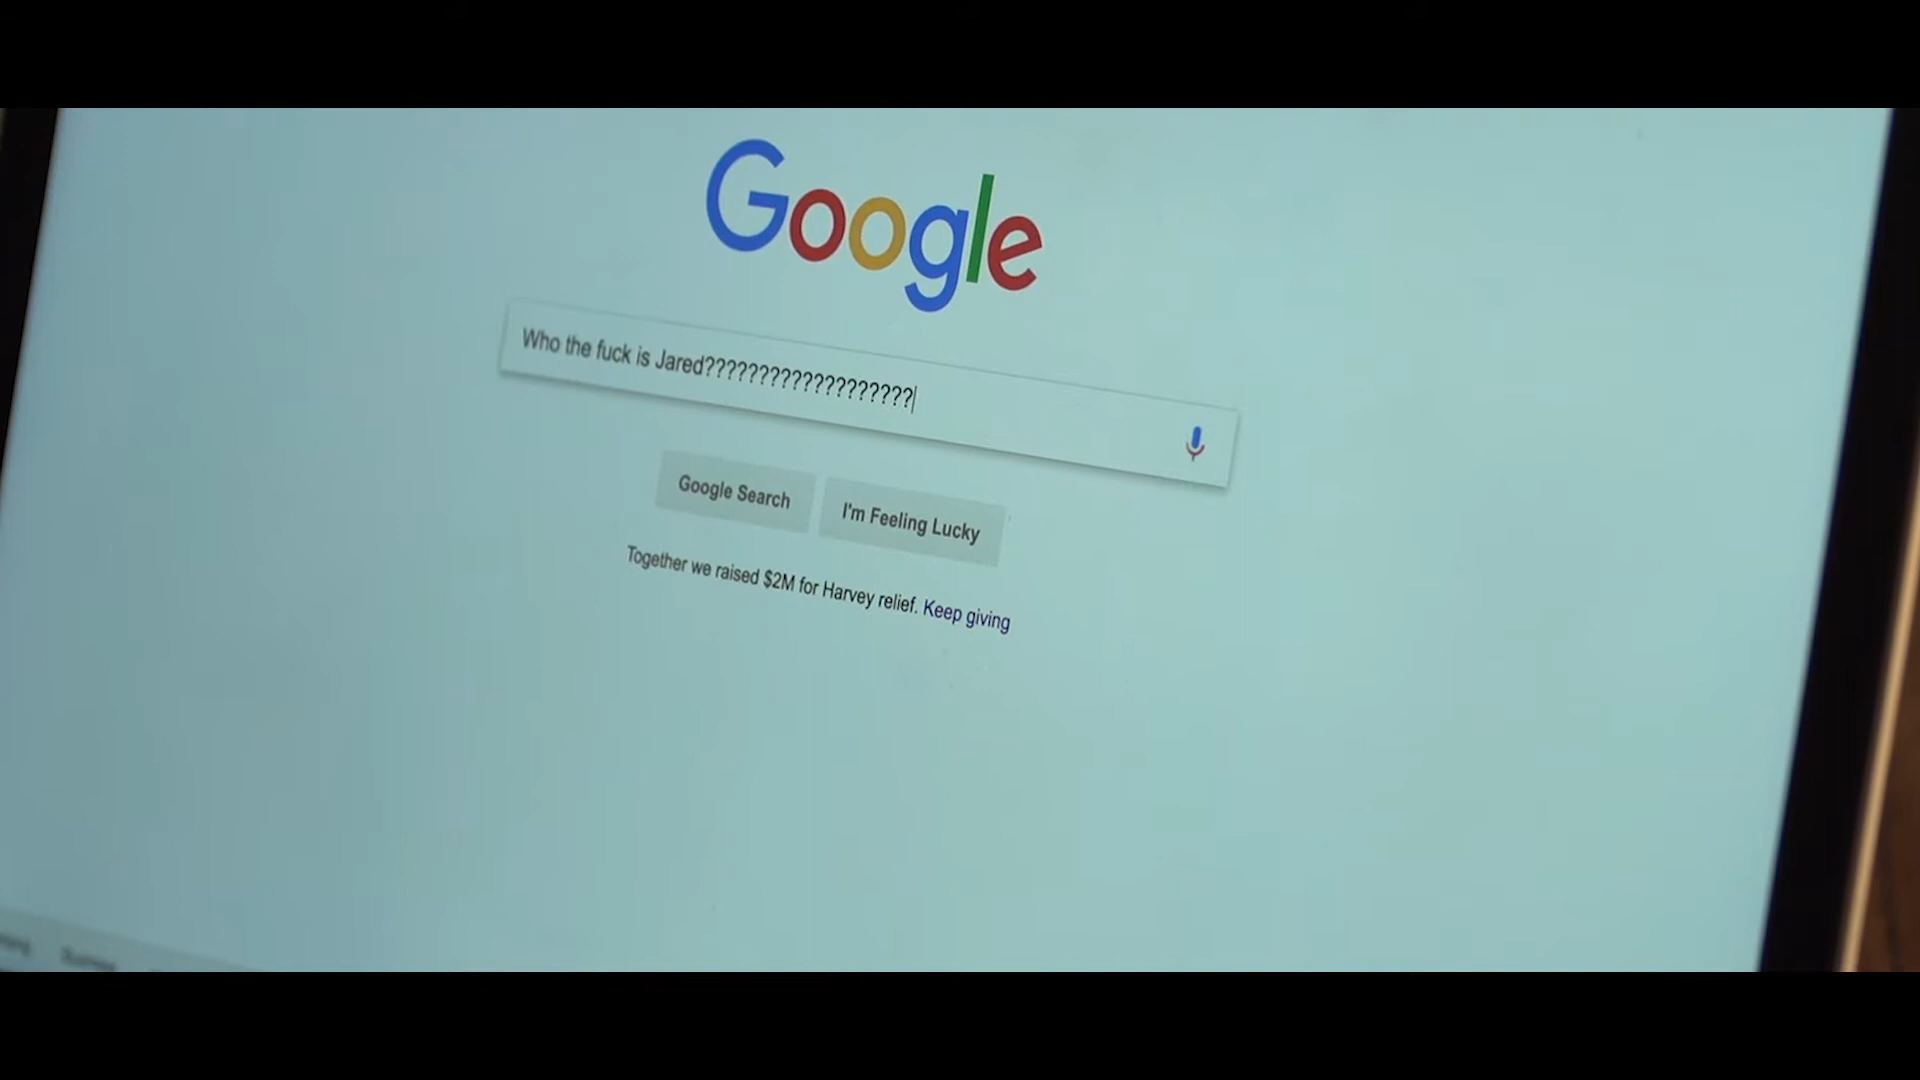 Google
Who the fuck is Jared???????????????????
Google Search
I'm Feeling Lucky
Together we raised $2M for Harvey relief. Keep giving